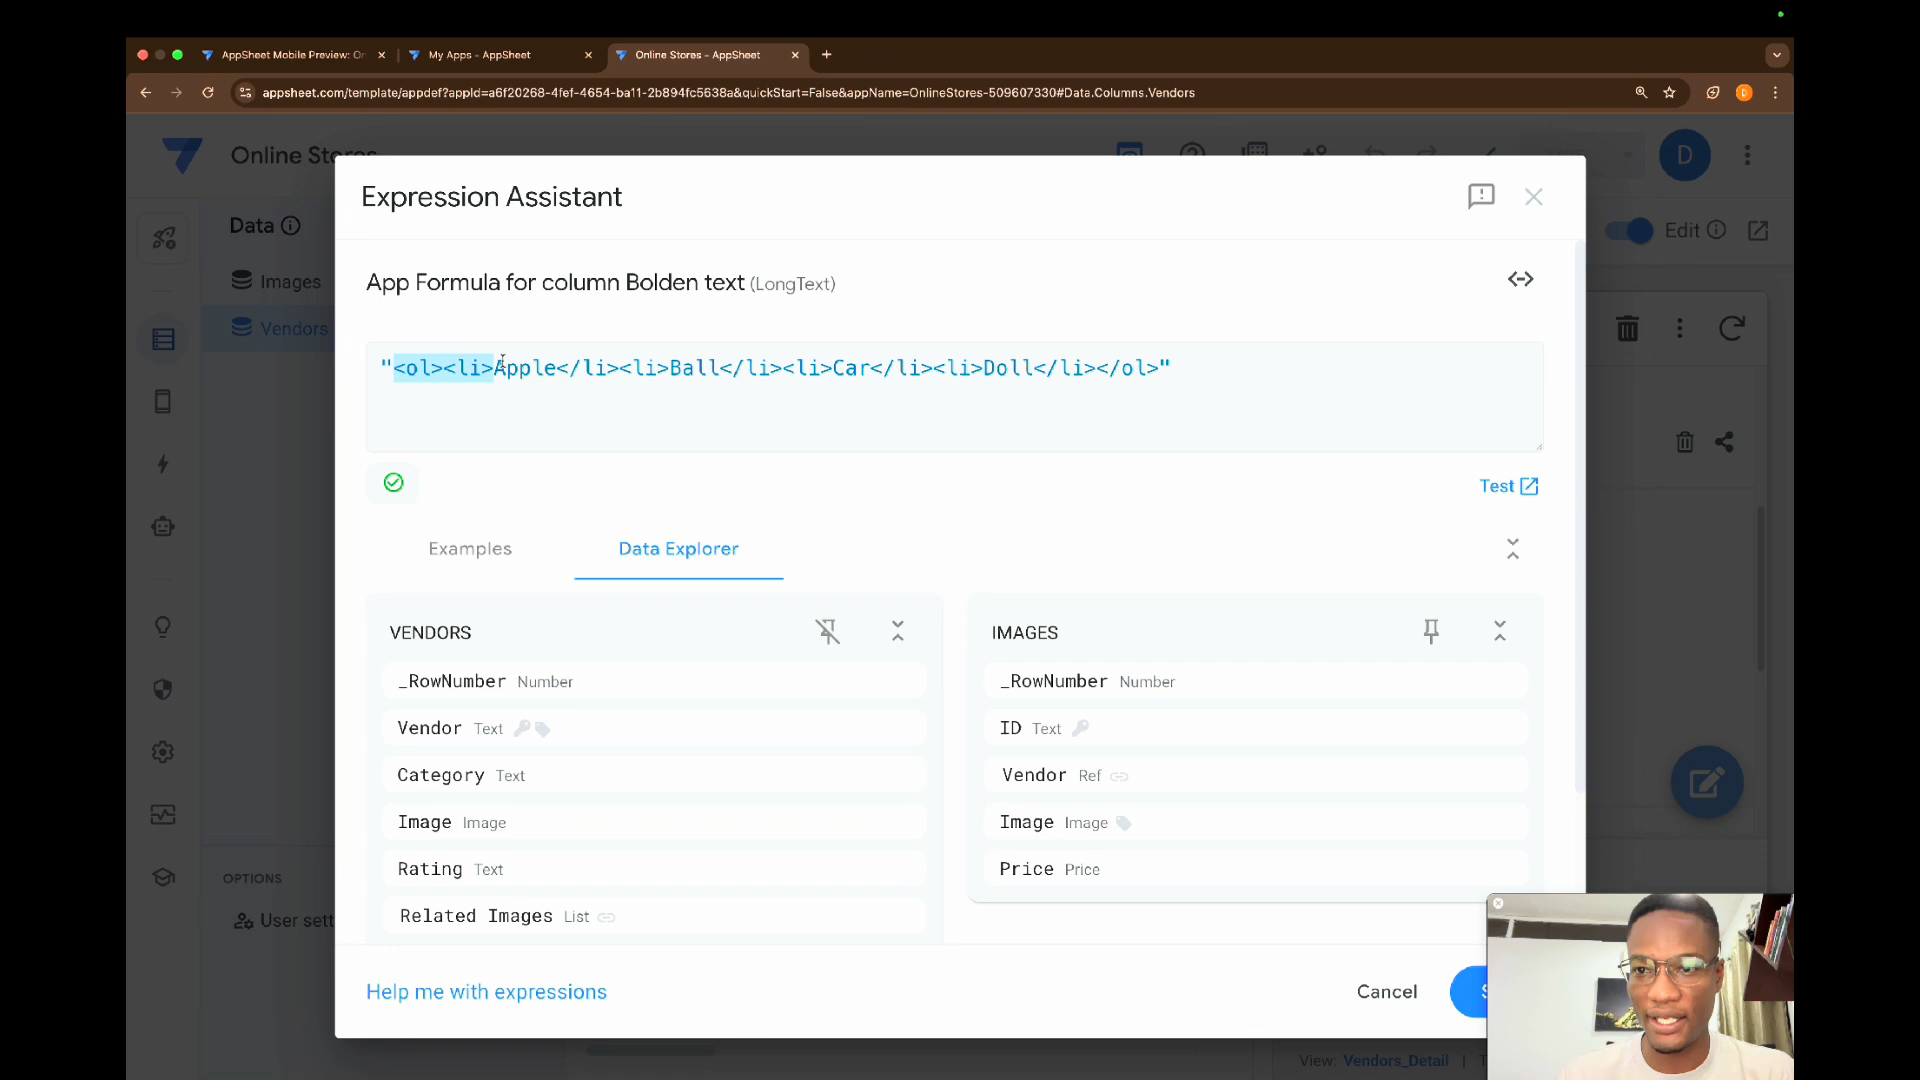 AppSheet Mobile Preview: On
My Apps - AppSheet
Online Stores - AppSheet
appsheet.com/template/appdef?appId=a6f20268-4fef-4654-ba11-2b894fc5638a&quickStart=False&appName=OnlineStores-509607330#Data.Columns.Vendors
D
Online Stores
D
Expression Assistant
Data
Edit
App Formula for column Bolden text (LongText)
Images
Vendors
"<ol><li>Apple</li><li>Ball</li><li>Car</li><li>Doll</li></ol>"
Test
Examples
Data Explorer
VENDORS
_RowNumber Number
Vendor Text
Category Text
Image Image
Rating Text
Related Images List
IMAGES
_RowNumber Number
ID Text
Vendor Ref
Image Image
Price Price
OPTIONS
User sett
Help me with expressions
Cancel
View: Vendors_Detail